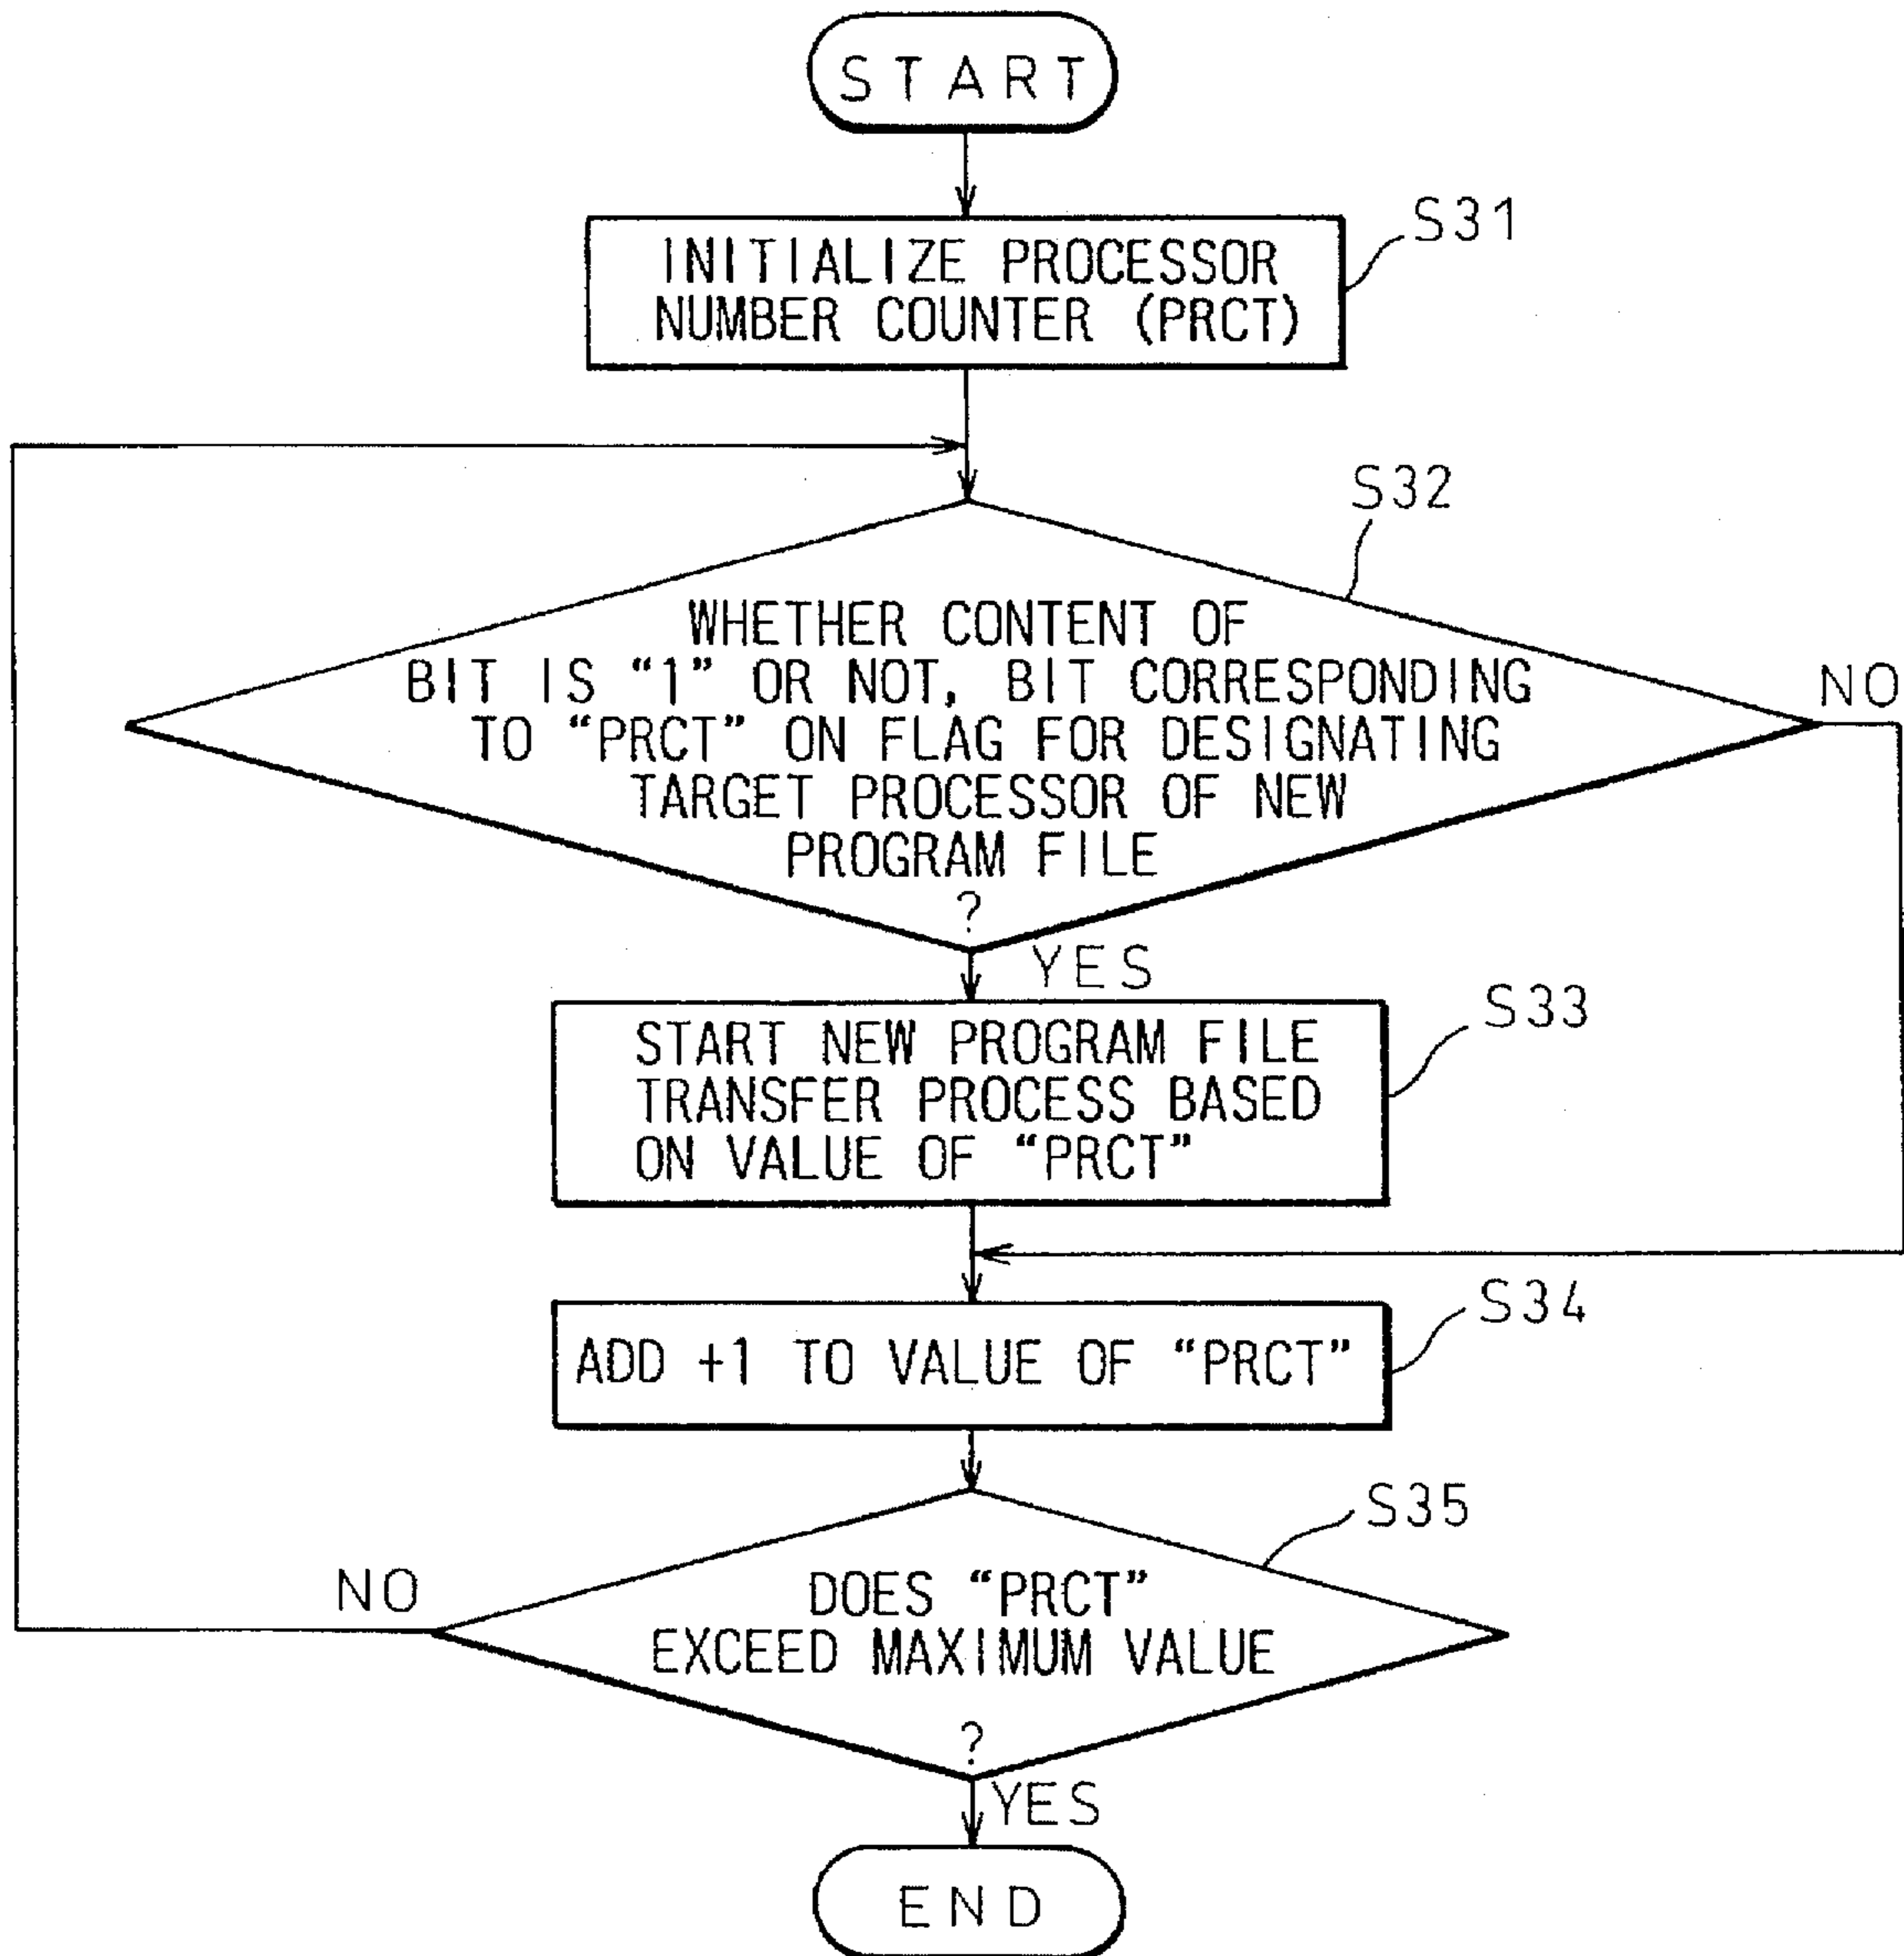 START
S31
INITIALIZE PROCESSOR
NUMBER COUNTER (PRCT)
S32
WHETHER CONTENT OF
BIT IS “1” OR NOT, BIT CORRESPONDING
TO “PRCT” ON FLAG FOR DESIGNATING
TARGET PROCESSOR OF NEW
PROGRAM FILE
?
NO
YES
S33
START NEW PROGRAM FILE
TRANSFER PROCESS BASED
ON VALUE OF “PRCT”
S34
ADD +1 TO VALUE OF “PRCT”
S35
DOES “PRCT”
EXCEED MAXIMUM VALUE
?
NO
YES
END